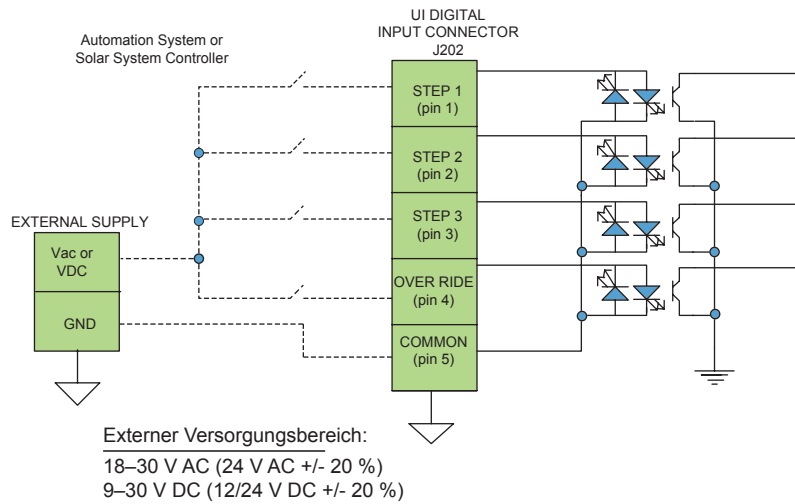 UI DIGITAL
INPUT CONNECTOR
J202
Automation System or
Solar System Controller
STEP 1
(pin 1)
STEP 2
(pin 2)
STEP 3
(pin 3)
OVER RIDE
(pin 4)
COMMON
(pin 5)
EXTERNAL SUPPLY
Vac or
VDC
GND
Externer Versorgungsbereich:
18–30 V AC (24 V AC +/- 20 %)
9–30 V DC (12/24 V DC +/- 20 %)